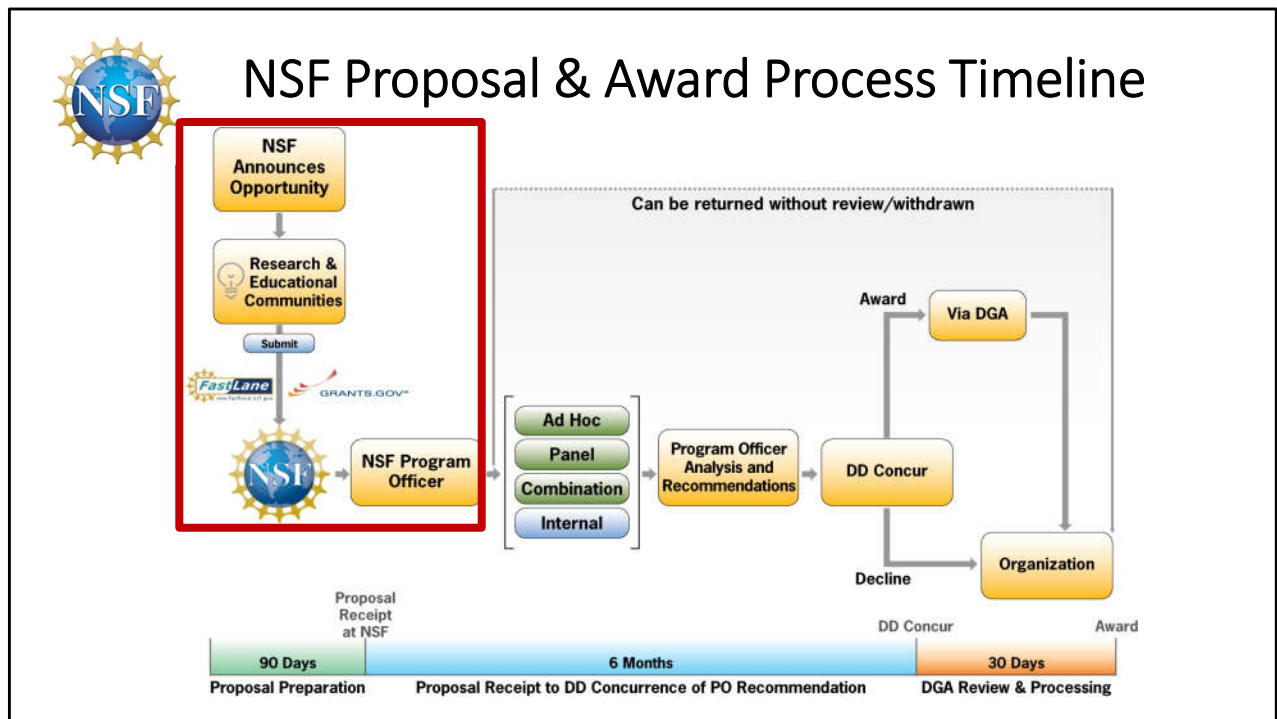 NSF Proposal & Award Process Timeline
NSF
NSF
Announces
Opportunity
Can be returned without review/withdrawn
Research &
Educational
Communities
Submit
FastLane
GRANTS.GOV
NSF
NSF Program
Officer
Ad Hoc
Panel
Combination
Internal
Program Officer
Analysis and
Recommendations
DD Concur
Award
Via DGA
Decline
Organization
Proposal
Receipt
at NSF
DD Concur
Award
90 Days
6 Months
30 Days
Proposal Preparation
Proposal Receipt to DD Concurrence of PO Recommendation
DGA Review & Processing